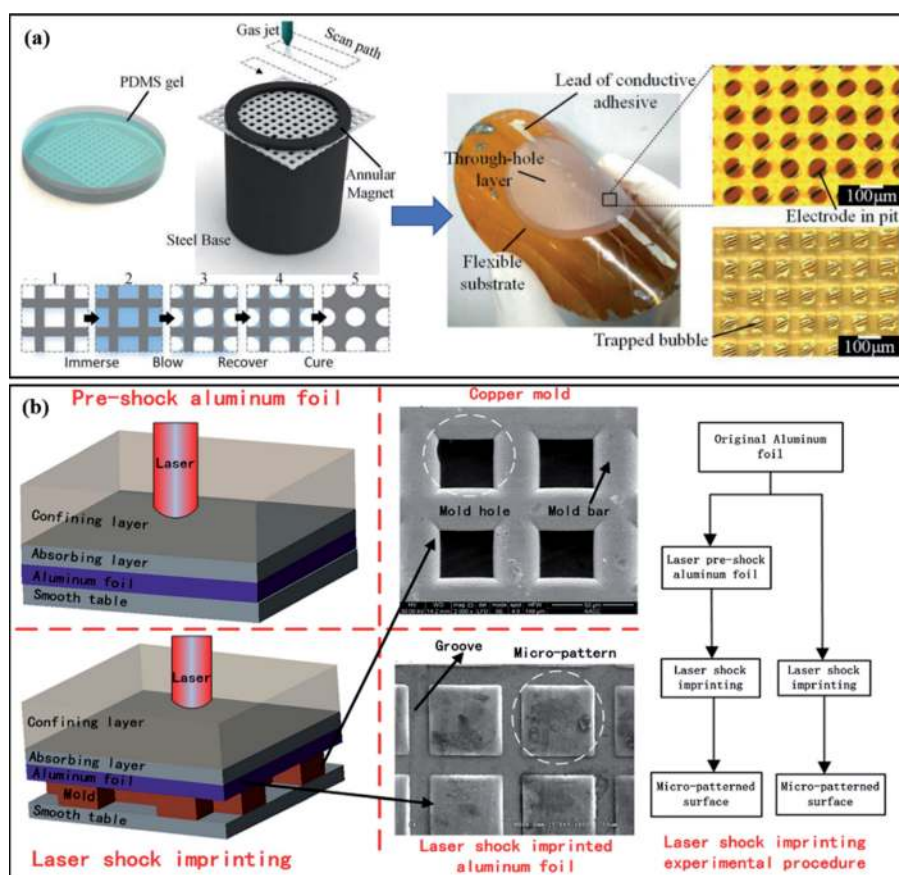 (a)
Gas jet
Scan path
PDMS gel
Annular
Magnet
Steel Base
1 2 3 4 5
Immerse Blow Recover Cure
Lead of conductive
adhesive
Through-hole
layer
Flexible
substrate
100μm
Electrode in pit
Trapped bubble
100μm
(b)
Pre-shock aluminum foil
Laser
Confining layer
Absorbing layer
Aluminum foil
Smooth table
Copper mold
Mold hole
Mold bar
Laser
Confining layer
Absorbing layer
Aluminum foil
Mold
Smooth table
Laser shock imprinting
Groove
Micro-pattern
Laser shock imprinted
aluminum foil
Original Aluminum
foil
Laser pre-shock
aluminum foil
Laser shock
imprinting
Laser shock
imprinting
Micro-patterned
surface
Micro-patterned
surface
Laser shock imprinting
experimental procedure